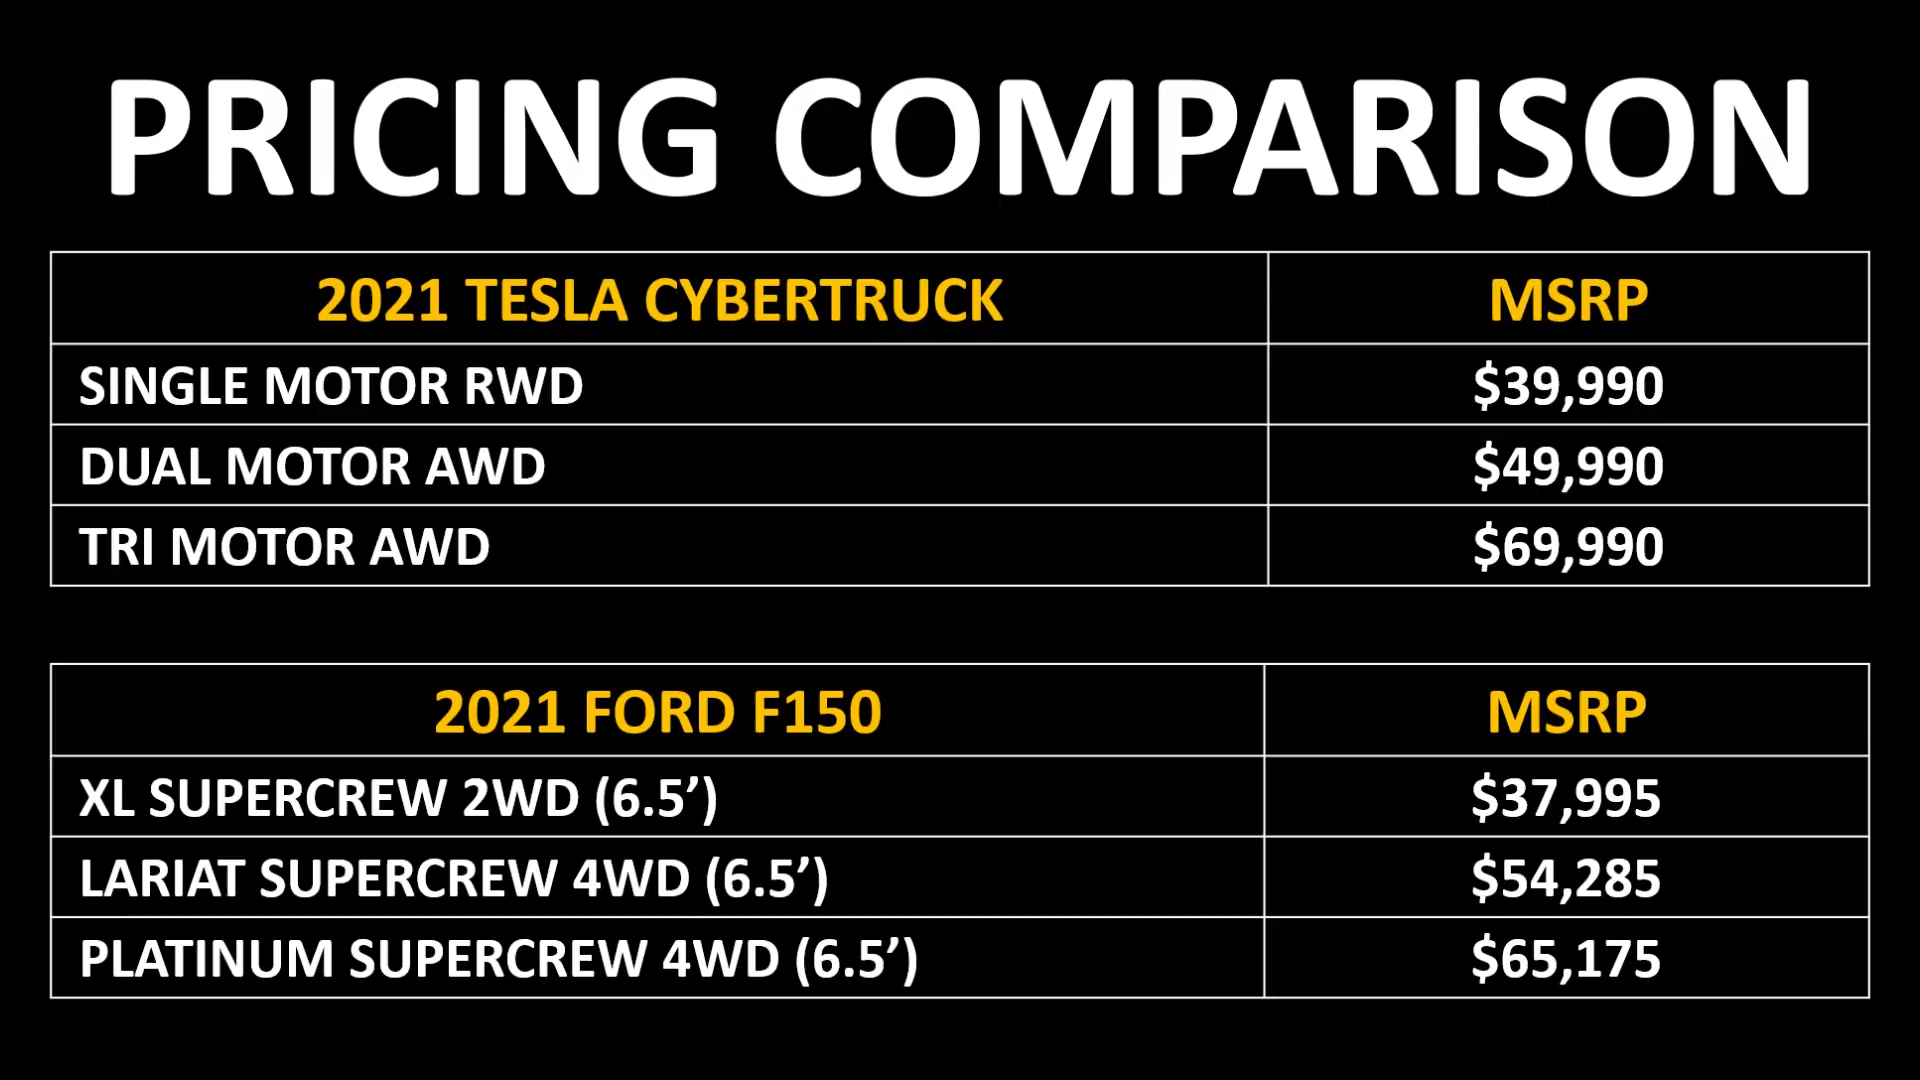 PRICING COMPARISON
2021 TESLA CYBERTRUCK MSRP
SINGLE MOTOR RWD $39,990
DUAL MOTOR AWD $49,990
TRI MOTOR AWD $69,990
2021 FORD F150 MSRP
XL SUPERCREW 2WD (6.5’) $37,995
LARIAT SUPERCREW 4WD (6.5’) $54,285
PLATINUM SUPERCREW 4WD (6.5’) $65,175